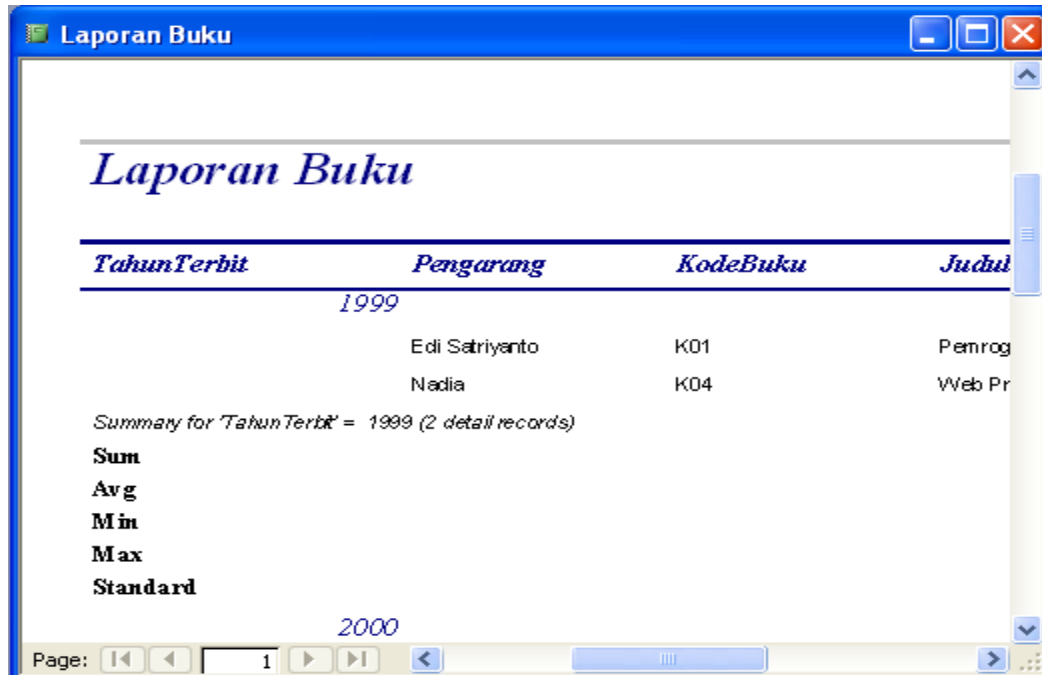 Laporan Buku
Laporan Buku
TahunTerbit Pengarang KodeBuku Judul
1999
Edi Satriyanto K01 Pemrog
Nadia K04 Web Pr
Summary for 'TahunTerbit' = 1999 (2 detail records)
Sum
Avg
Min
Max
Standard
2000
Page: 1